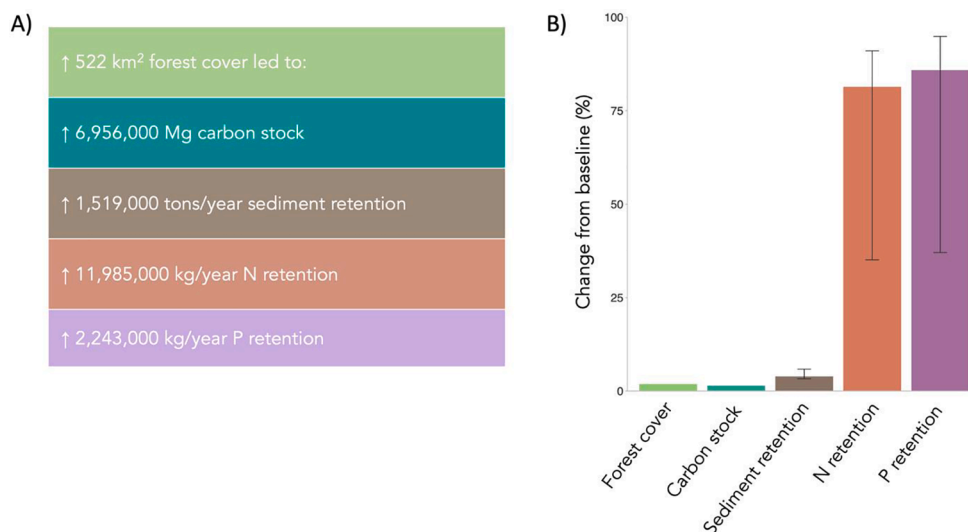 A)
↑ 522 km² forest cover led to:
↑ 6,956,000 Mg carbon stock
↑ 1,519,000 tons/year sediment retention
↑ 11,985,000 kg/year N retention
↑ 2,243,000 kg/year P retention
B)
Change from baseline (%)
100
75
50
25
0
Forest cover
Carbon stock
Sediment retention
N retention
P retention